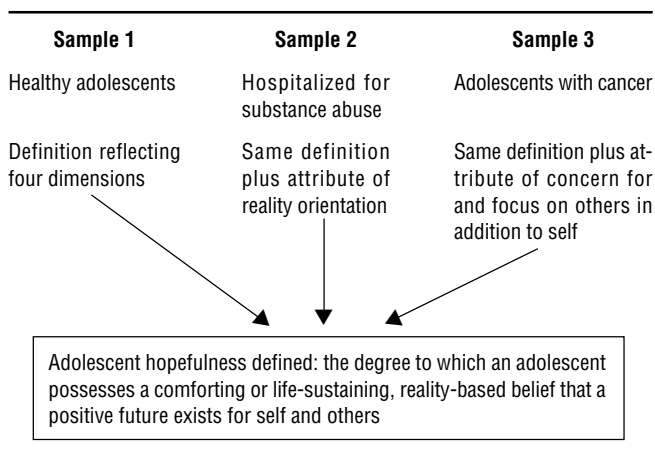 Sample 1
Healthy adolescents
Definition reflecting
four dimensions
Sample 2
Hospitalized for
substance abuse
Same definition
plus attribute of
reality orientation
Sample 3
Adolescents with cancer
Same definition plus at-
tribute of concern for
and focus on others in
addition to self
Adolescent hopefulness defined: the degree to which an adolescent
possesses a comforting or life-sustaining, reality-based belief that a
positive future exists for self and others